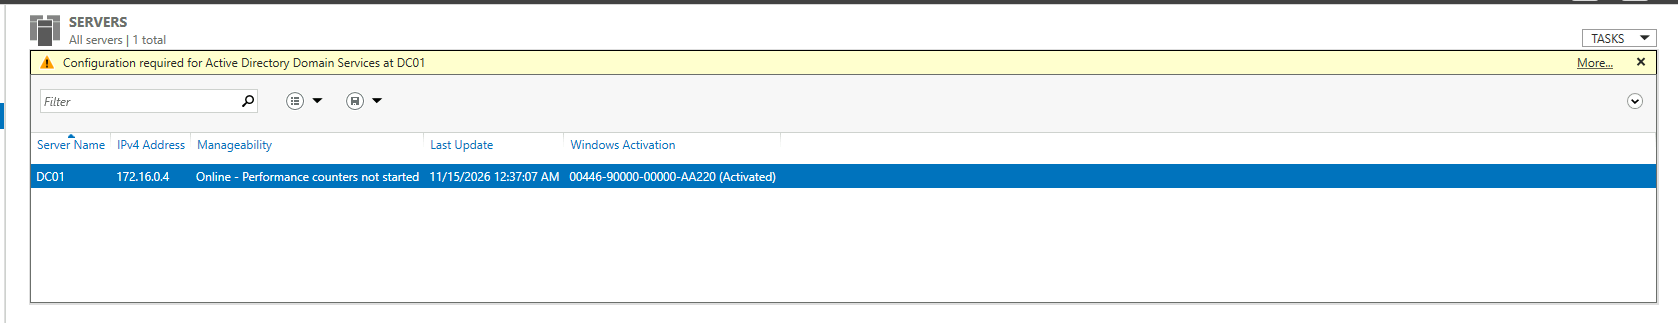 SERVERS
All servers | 1 total
TASKS
Configuration required for Active Directory Domain Services at DC01 More...
Filter
Server Name IPv4 Address Manageability Last Update Windows Activation
DC01 172.16.0.4 Online - Performance counters not started 11/15/2026 12:37:07 AM 00446-90000-00000-AA220 (Activated)